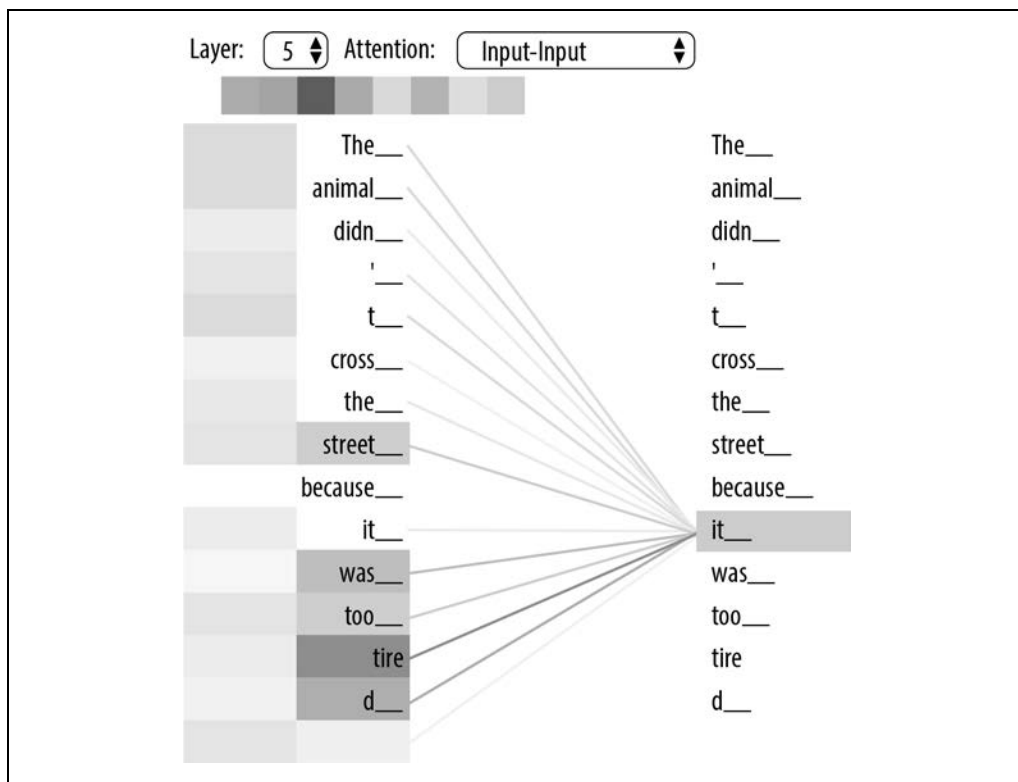 Layer: 5 Attention: Input-Input
The__ The__
animal__ animal__
didn__ didn__
'__ '__
t__ t__
cross__ cross__
the__ the__
street__ street__
because__ because__
it__ it__
was__ was__
too__ too__
tire tire
d__ d__